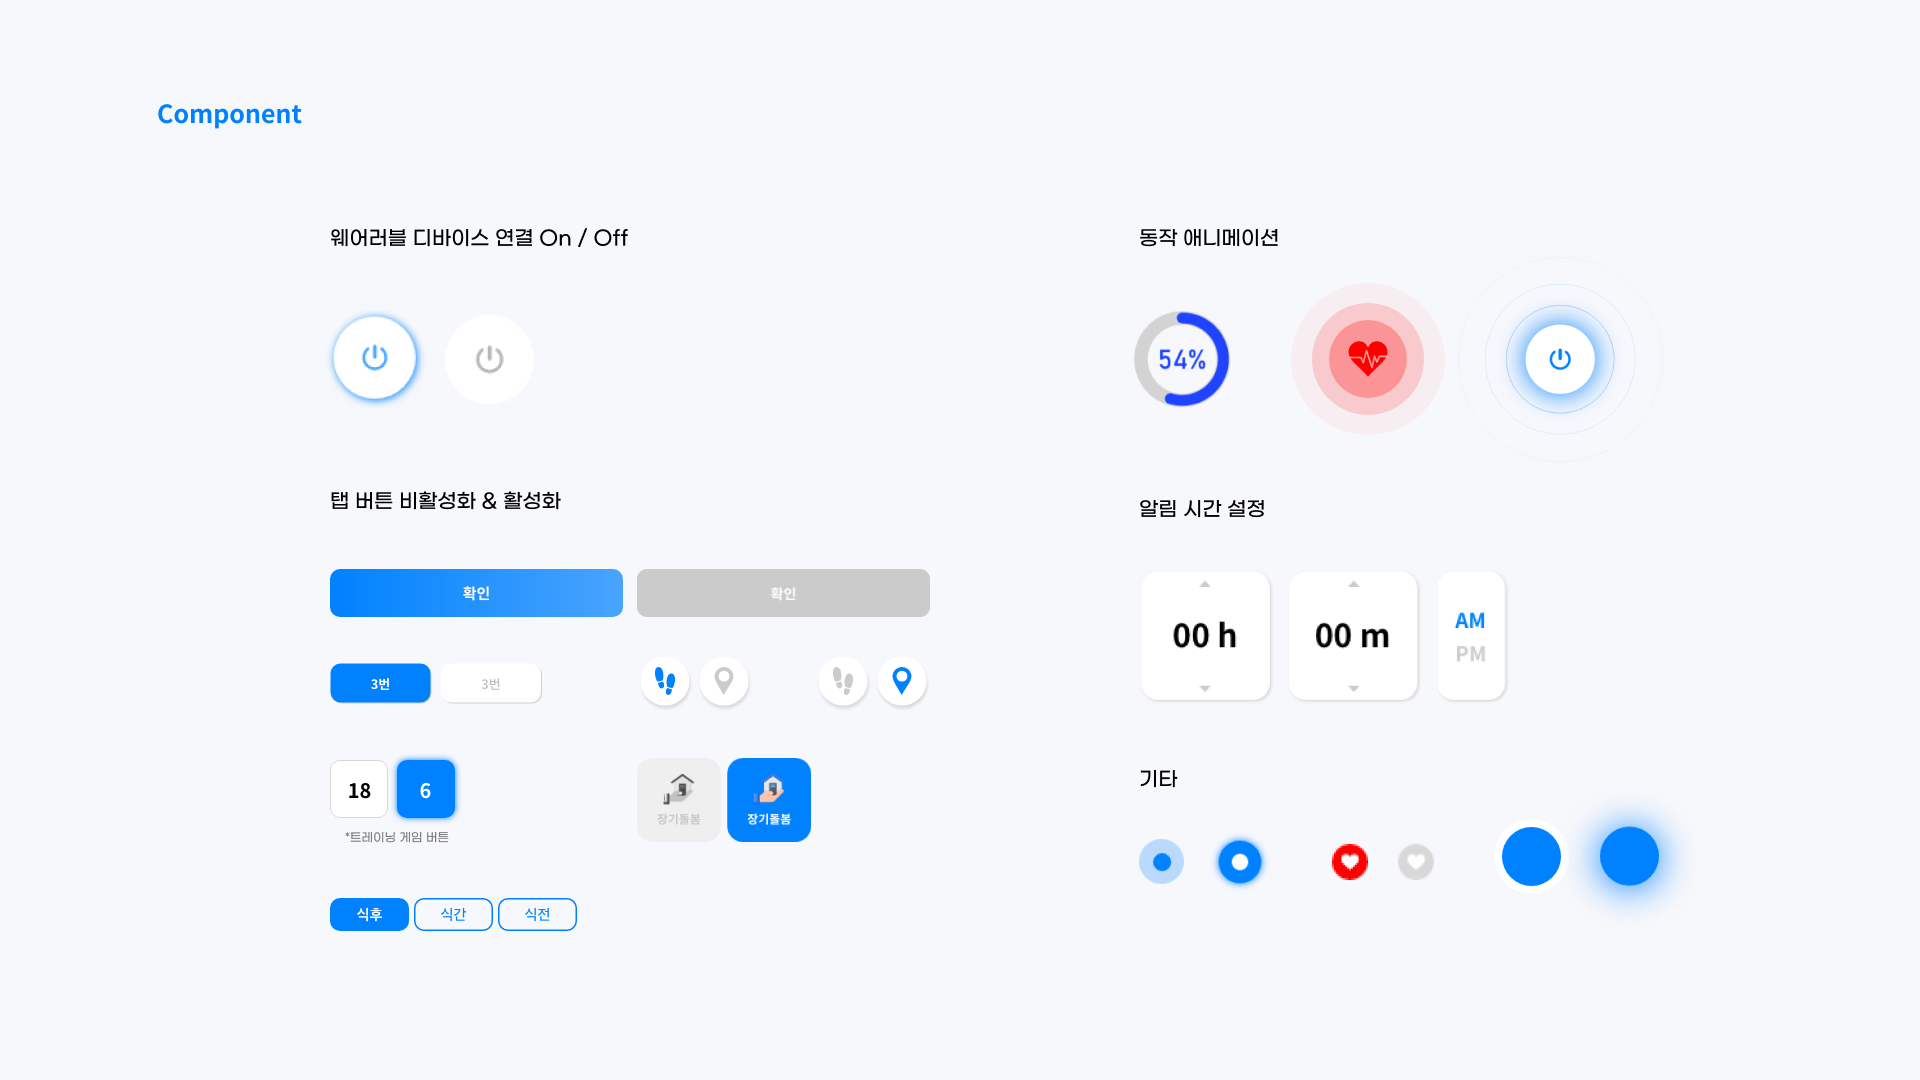 Component
웨어러블 디바이스 연결 On / Off
탭 버튼 비활성화 & 활성화
확인
확인
3번
3번
18
6
*트레이닝 게임 버튼
장기돌봄
장기돌봄
식후
식간
식전
동작 애니메이션
54%
알림 시간 설정
00 h
00 m
AM
PM
기타